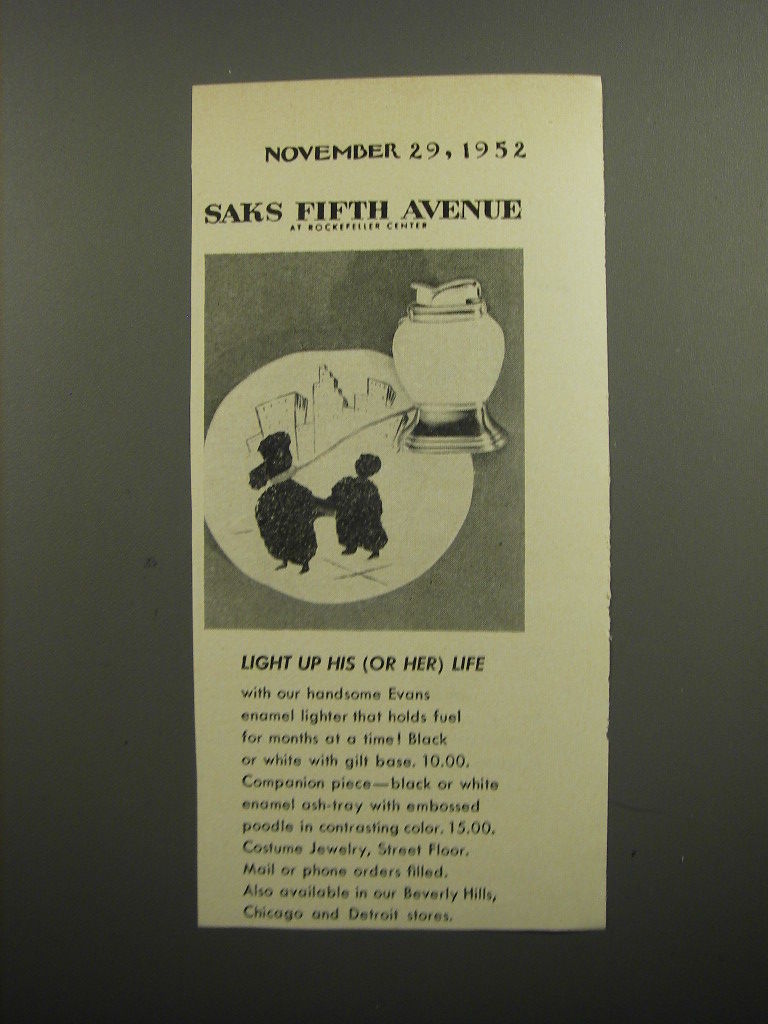 NOVEMBER 29, 1952
SAKS FIFTH AVENUE
AT ROCKEFELLER CENTER
LIGHT UP HIS (OR HER) LIFE
with our handsome Evans
enamel lighter that holds fuel
for months at a time! Black
or white with gilt base. 10.00.
Companion piece—black or white
enamel ash-tray with embossed
poodle in contrasting color. 15.00.
Costume Jewelry, Street Floor.
Mail or phone orders filled.
Also available in our Beverly Hills,
Chicago and Detroit stores.